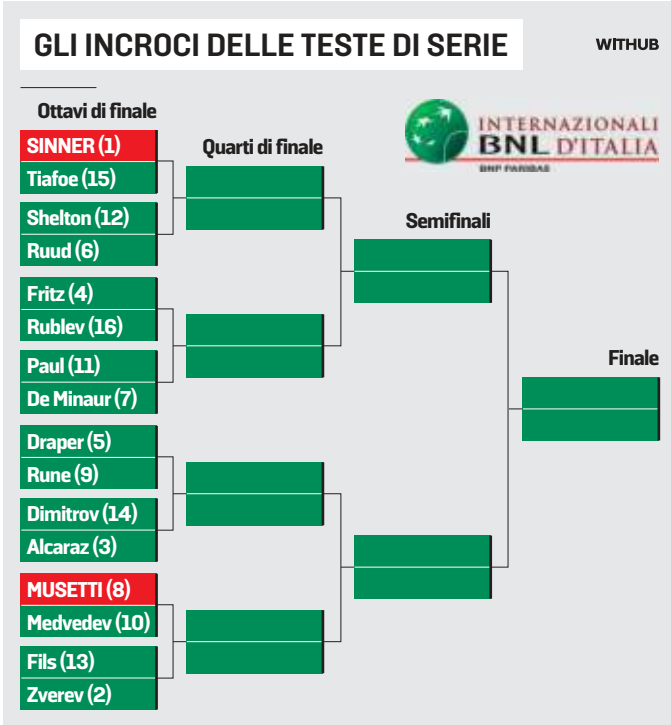 GLI INCROCI DELLE TESTE DI SERIE
WITHUB
INTERNAZIONALI
BNL D'ITALIA
BNP PARIBAS
Ottavi di finale
SINNER (1)
Tiafoe (15)
Shelton (12)
Ruud (6)
Fritz (4)
Rublev (16)
Paul (11)
De Minaur (7)
Draper (5)
Rune (9)
Dimitrov (14)
Alcaraz (3)
MUSETTI (8)
Medvedev (10)
Fils (13)
Zverev (2)
Quarti di finale
Semifinali
Finale